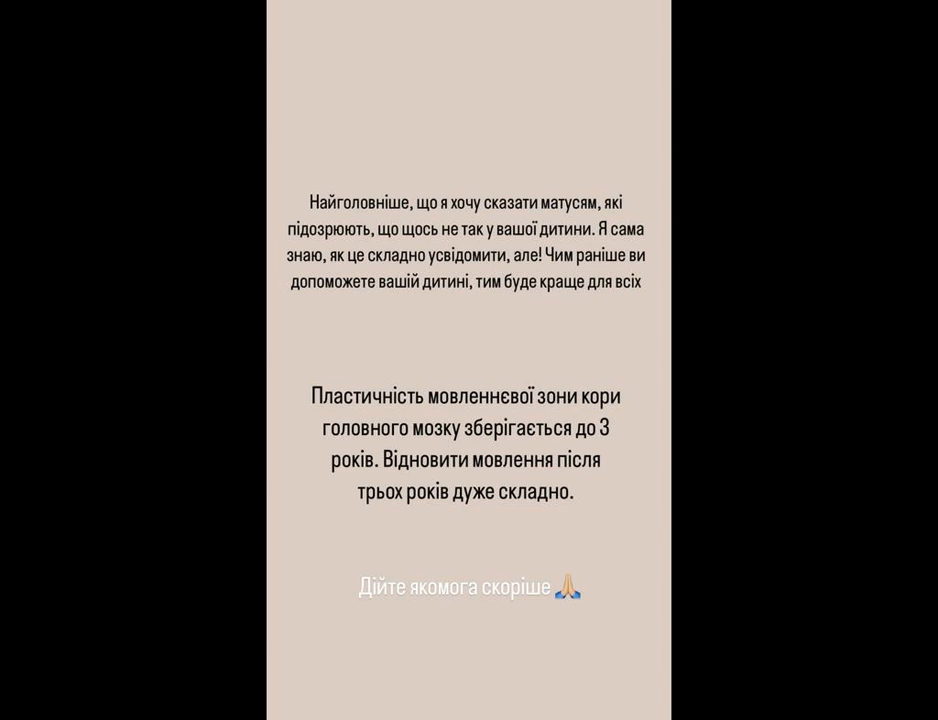 Найголовніше, що я хочу сказати матусям, які
підозрюють, що щось не так у вашої дитини. Я сама
знаю, як це складно усвідомити, але! Чим раніше ви
допоможете вашій дитині, тим буде краще для всіх
Пластичність мовленнєвої зони кори
головного мозку зберігається до 3
років. Відновити мовлення після
трьох років дуже складно.
Дійте якомога скоріше 🙏🏼